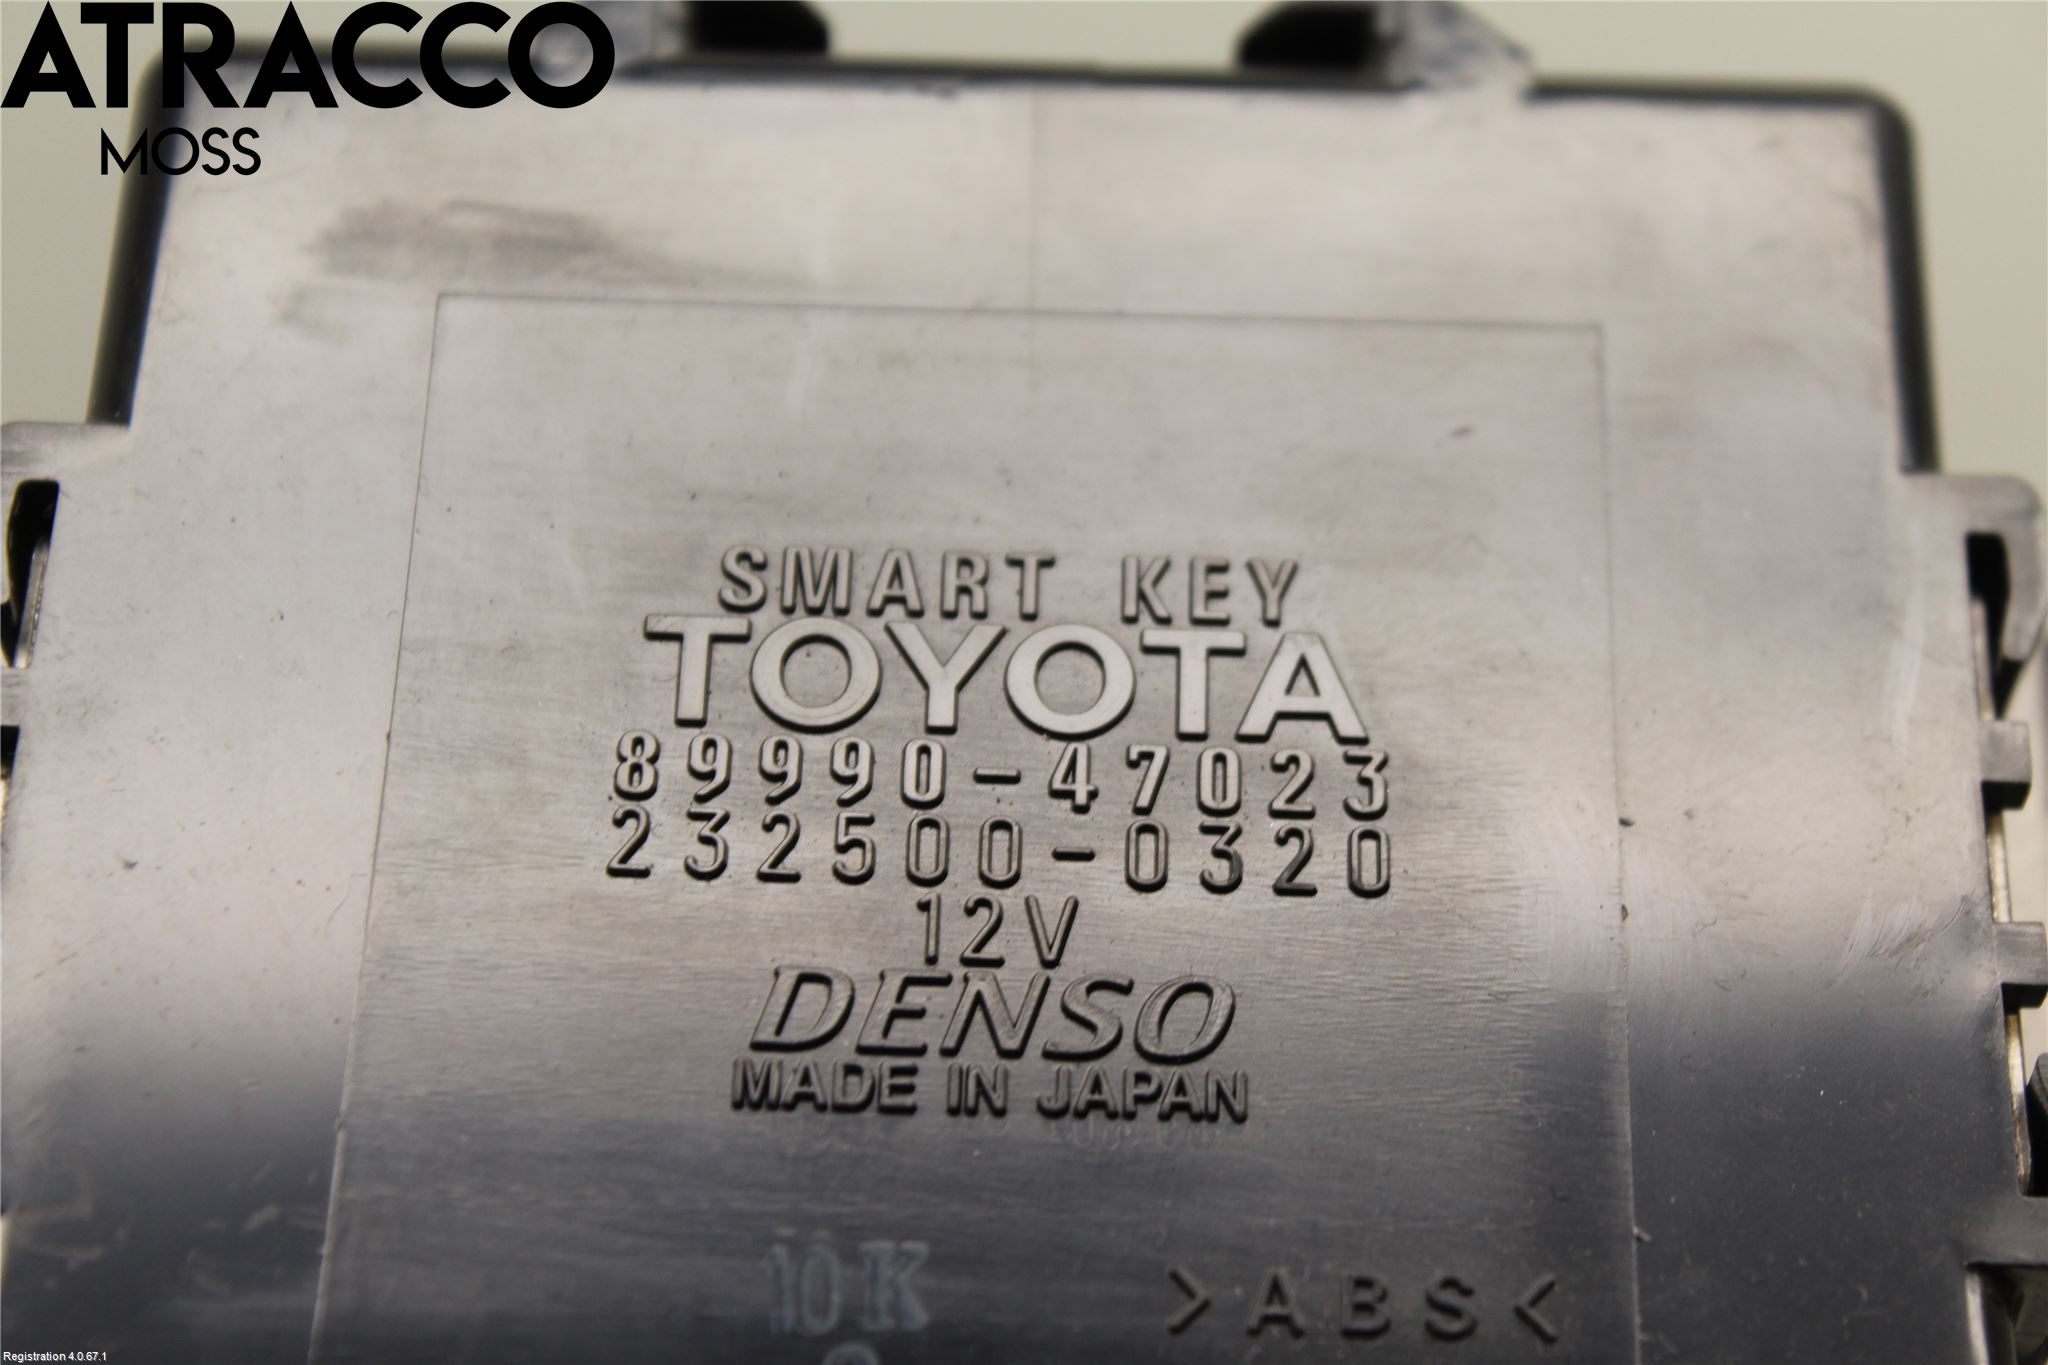 ATRACCO
MOSS
SMART KEY
TOYOTA
89990-47023
232500-0320
12V
DENSO
MADE IN JAPAN
10K
>ABS<
Registration 4.0.67.1